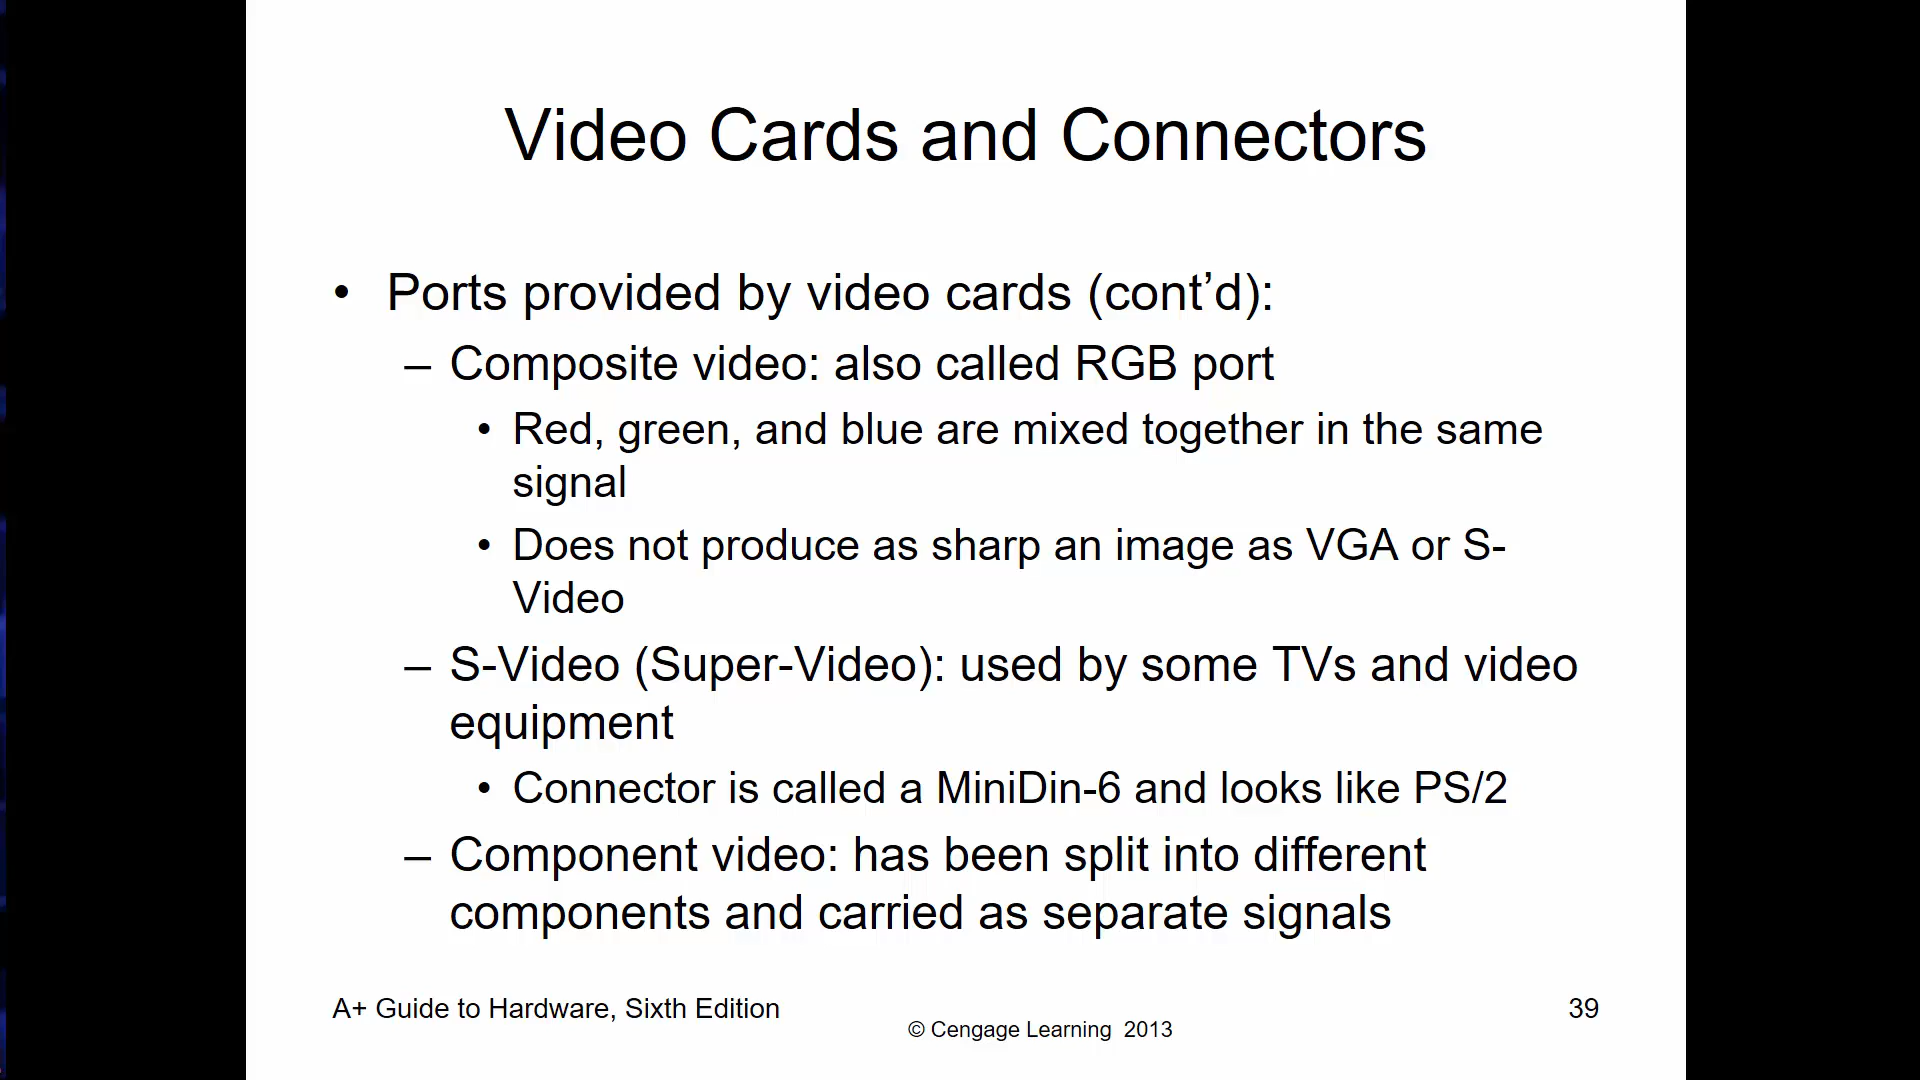 Video Cards and Connectors
• Ports provided by video cards (cont’d):
– Composite video: also called RGB port
• Red, green, and blue are mixed together in the same
signal
• Does not produce as sharp an image as VGA or S-
Video
– S-Video (Super-Video): used by some TVs and video
equipment
• Connector is called a MiniDin-6 and looks like PS/2
– Component video: has been split into different
components and carried as separate signals
A+ Guide to Hardware, Sixth Edition
© Cengage Learning 2013
39